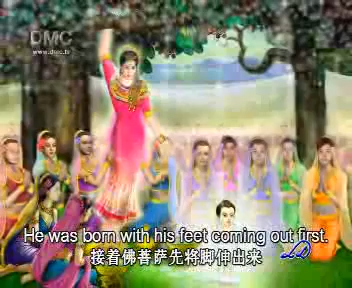 DMC
www.dmc.tv
He was born with his feet coming out first.
接着佛菩萨先将脚伸出来